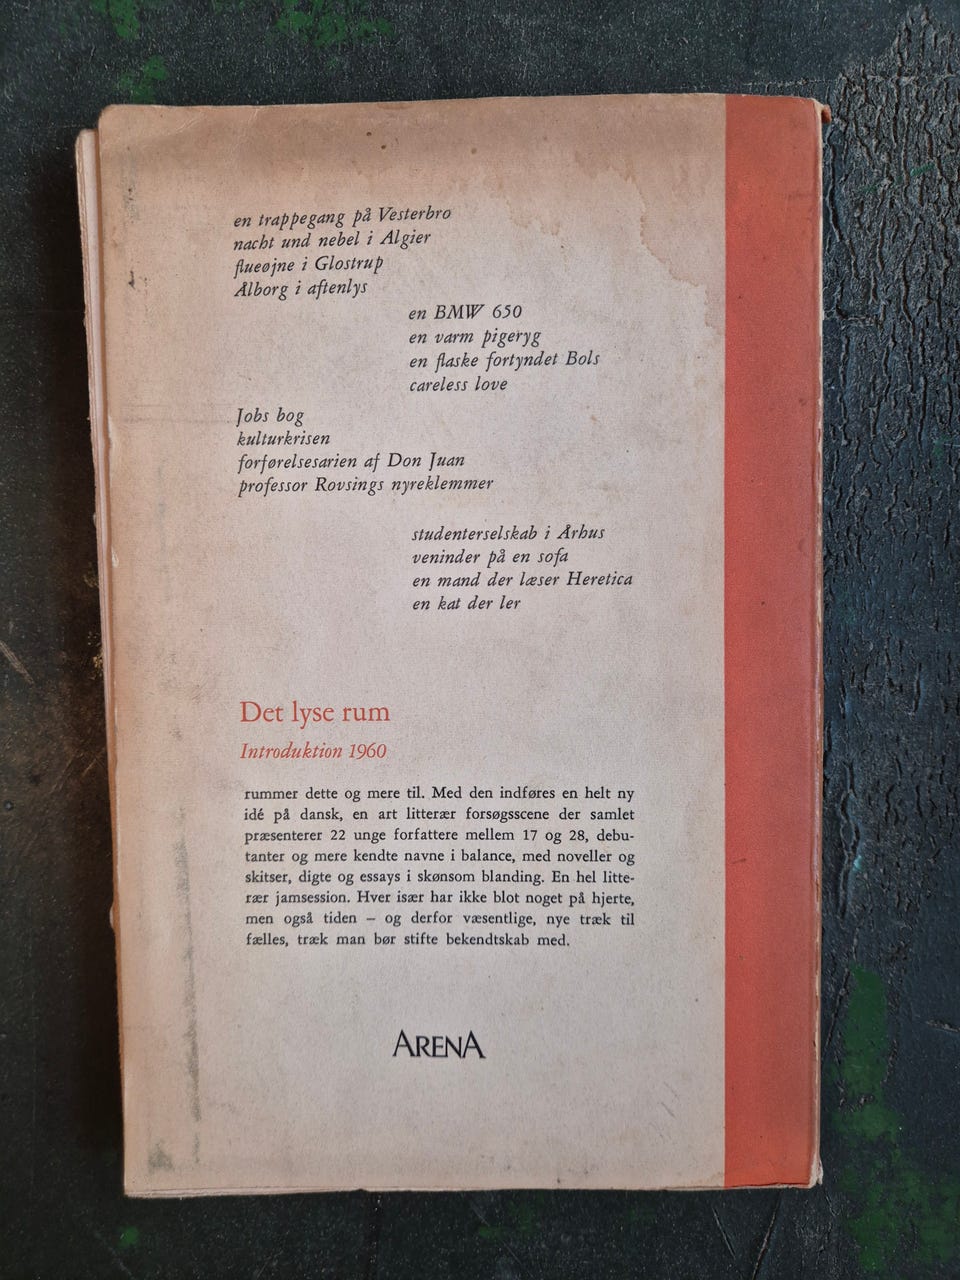 en trappegang på Vesterbro
nacht und nebel i Algier
flueøjne i Glostrup
Ålborg i aftenlys
en BMW 650
en varm pigeryg
en flaske fortyndet Bols
careless love
Jobs bog
kulturkrisen
forførelsesarien af Don Juan
professor Rovsings nyreklemmer
studenterselskab i Århus
veninder på en sofa
en mand der læser Heretica
en kat der ler
Det lyse rum
Introduktion 1960
rummer dette og mere til. Med den indføres en helt ny
idé på dansk, en art litterær forsøgsscene der samlet
præsenterer 22 unge forfattere mellem 17 og 28, debu-
tanter og mere kendte navne i balance, med noveller og
skitser, digte og essays i skønsom blanding. En hel litte-
rær jamsession. Hver især har ikke blot noget på hjerte,
men også tiden – og derfor væsentlige, nye træk til
fælles, træk man bør stifte bekendtskab med.
ARENA